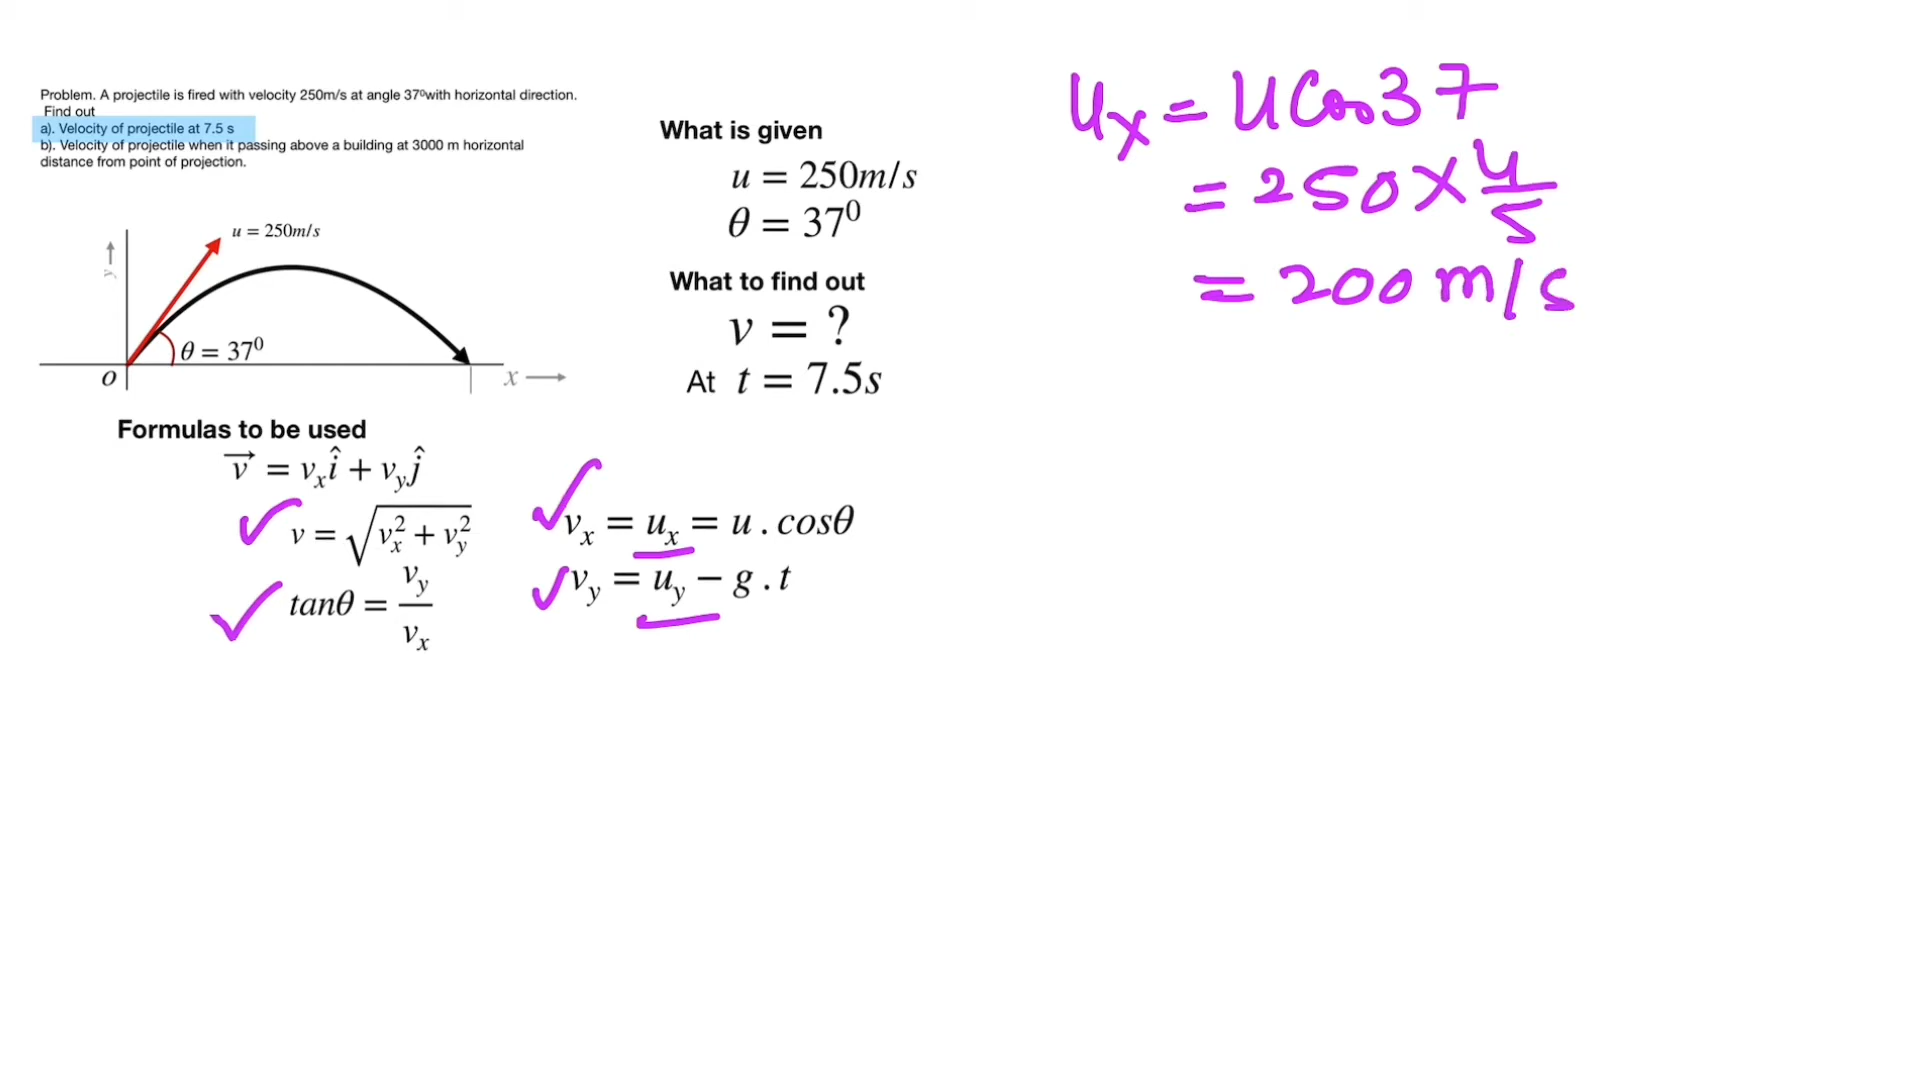 Problem. A projectile is fired with velocity 250m/s at angle 37⁰with horizontal direction.
Find out
a). Velocity of projectile at 7.5 s
b). Velocity of projectile when it passing above a building at 3000 m horizontal
distance from point of projection.
u = 250m/s
y
θ = 37⁰
O
x
What is given
u = 250m/s
θ = 37⁰
What to find out
v = ?
At t = 7.5s
Formulas to be used
v⃗ = vₓî + v_yĵ
v = √(vₓ² + v_y²)
tanθ = v_y/vₓ
vₓ = uₓ = u . cosθ
v_y = u_y − g . t
uₓ = u Cos 37
= 250 × 4/5
= 200 m/s